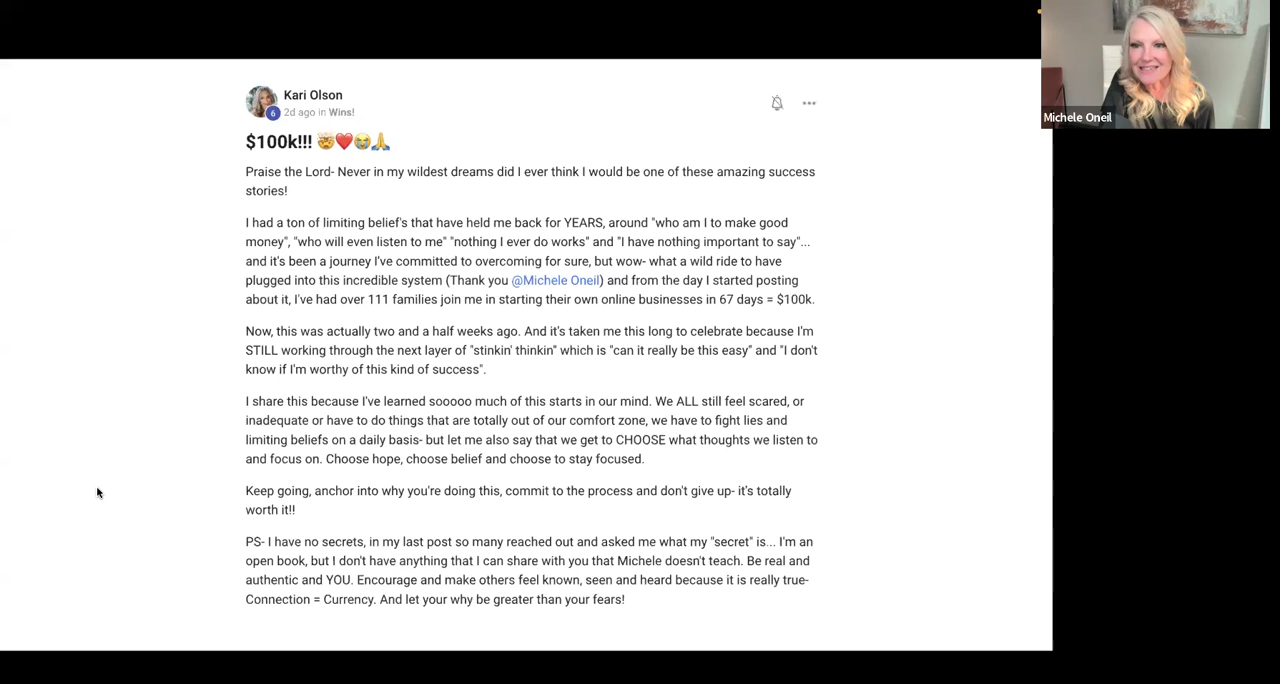 Michele Oneil
Kari Olson
6
2d ago in Wins!
$100k!!! 🤯❤️😭🙏
Praise the Lord- Never in my wildest dreams did I ever think I would be one of these amazing success
stories!
I had a ton of limiting belief's that have held me back for YEARS, around "who am I to make good
money", "who will even listen to me" "nothing I ever do works" and "I have nothing important to say"...
and it's been a journey I've committed to overcoming for sure, but wow- what a wild ride to have
plugged into this incredible system (Thank you @Michele Oneil) and from the day I started posting
about it, I've had over 111 families join me in starting their own online businesses in 67 days = $100k.
Now, this was actually two and a half weeks ago. And it's taken me this long to celebrate because I'm
STILL working through the next layer of "stinkin' thinkin" which is "can it really be this easy" and "I don't
know if I'm worthy of this kind of success".
I share this because I've learned sooooo much of this starts in our mind. We ALL still feel scared, or
inadequate or have to do things that are totally out of our comfort zone, we have to fight lies and
limiting beliefs on a daily basis- but let me also say that we get to CHOOSE what thoughts we listen to
and focus on. Choose hope, choose belief and choose to stay focused.
Keep going, anchor into why you're doing this, commit to the process and don't give up- it's totally
worth it!!
PS- I have no secrets, in my last post so many reached out and asked me what my "secret" is... I'm an
open book, but I don't have anything that I can share with you that Michele doesn't teach. Be real and
authentic and YOU. Encourage and make others feel known, seen and heard because it is really true-
Connection = Currency. And let your why be greater than your fears!